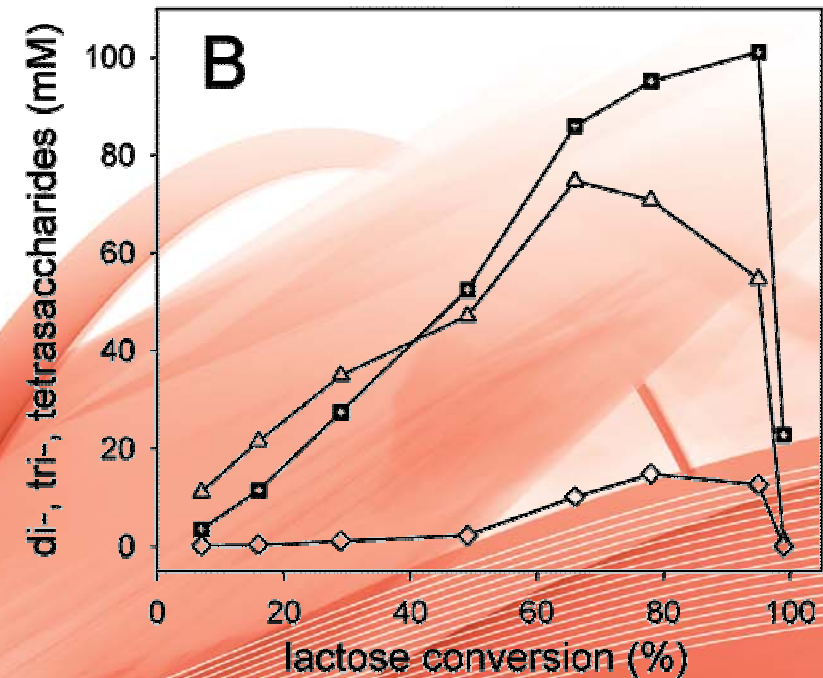 B
di-, tri-, tetrasaccharides (mM)
100
80
60
40
20
0
0 20 40 60 80 100
lactose conversion (%)